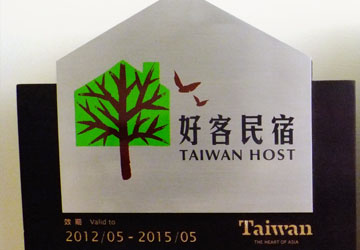 好客民宿
TAIWAN HOST
效期 Valid to
2012/05 - 2015/05
Taiwan
THE HEART OF ASIA